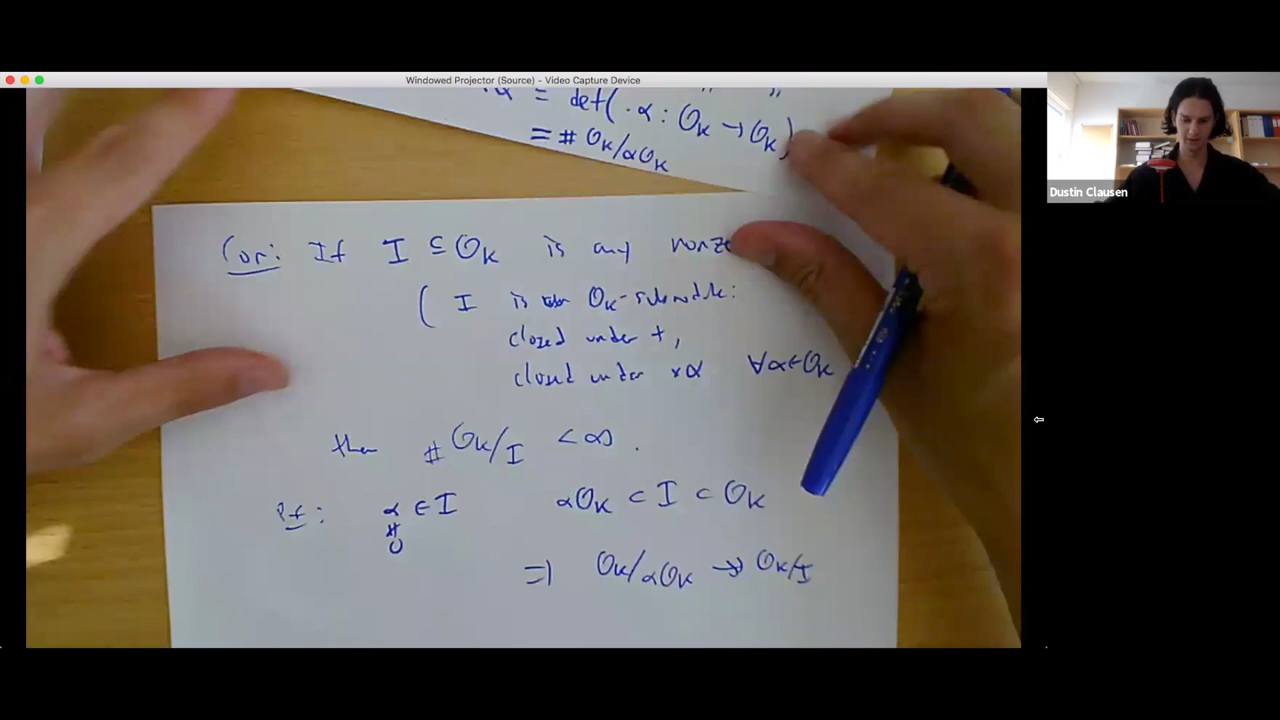 Windowed Projector (Source) - Video Capture Device
= det(·α : O_K → O_K)
= # O_K/αO_K
Dustin Clausen
Cor: If I ⊆ O_K is any nonze
( I is O_K-submodule:
closed under +,
closed under ×α ∀α∈O_K
then # O_K/I < ∞.
Pf: α ∈ I αO_K ⊂ I ⊂ O_K
≠
0
⇒ O_K/αO_K ↠ O_K/I